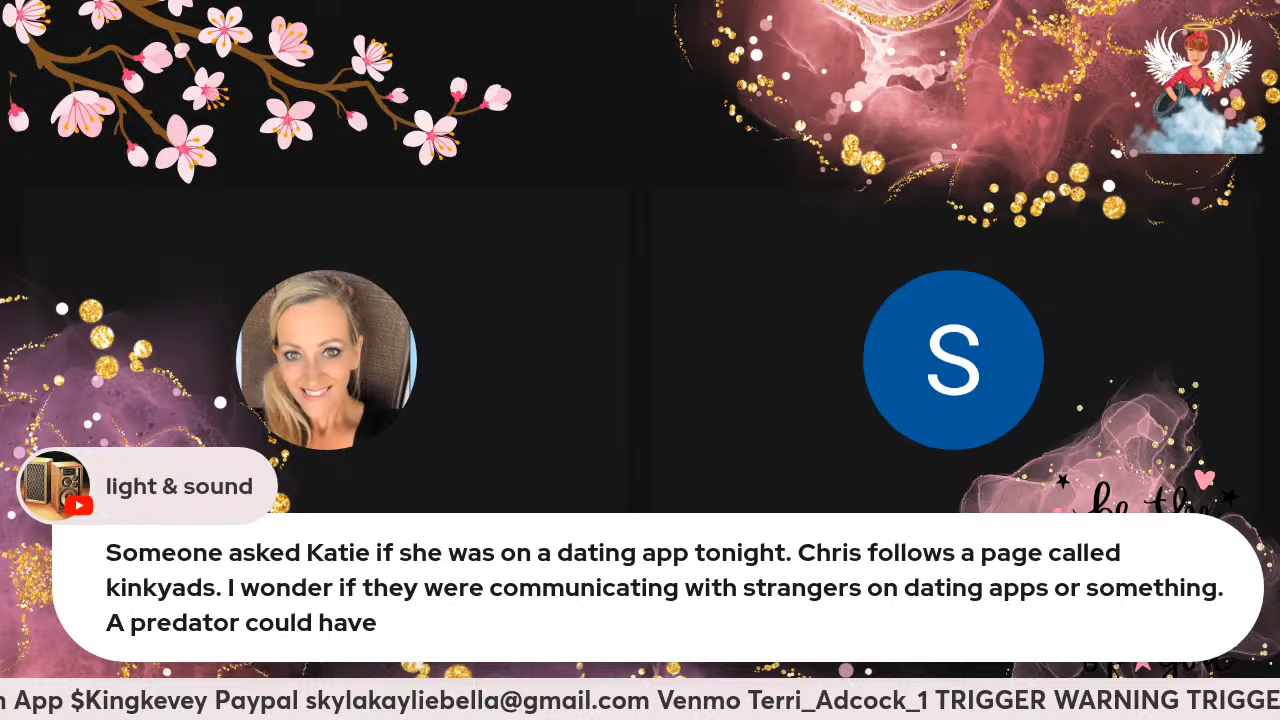 S
light & sound
be the
Someone asked Katie if she was on a dating app tonight. Chris follows a page called
kinkyads. I wonder if they were communicating with strangers on dating apps or something.
A predator could have
App $Kingkevey Paypal skylakayliebella@gmail.com Venmo Terri_Adcock_1 TRIGGER WARNING TRIGGE